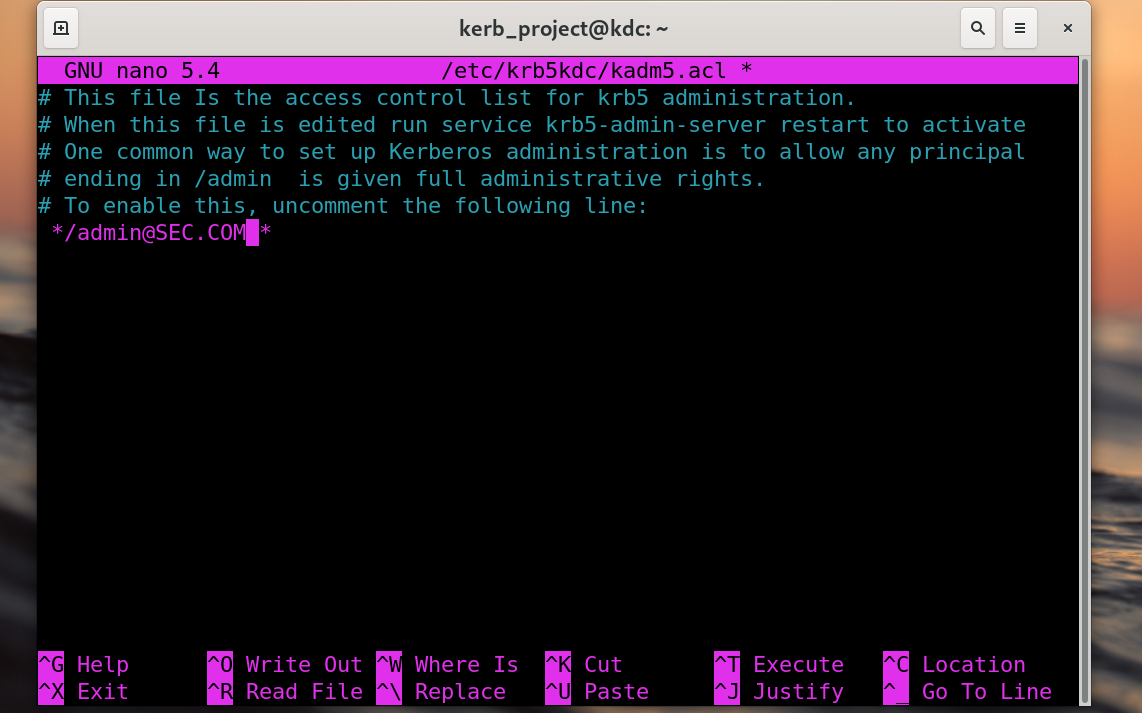 kerb_project@kdc: ~
GNU nano 5.4 /etc/krb5kdc/kadm5.acl *
# This file Is the access control list for krb5 administration.
# When this file is edited run service krb5-admin-server restart to activate
# One common way to set up Kerberos administration is to allow any principal
# ending in /admin  is given full administrative rights.
# To enable this, uncomment the following line:
 */admin@SEC.COM *
^G Help ^O Write Out ^W Where Is ^K Cut ^T Execute ^C Location
^X Exit ^R Read File ^\ Replace ^U Paste ^J Justify ^_ Go To Line